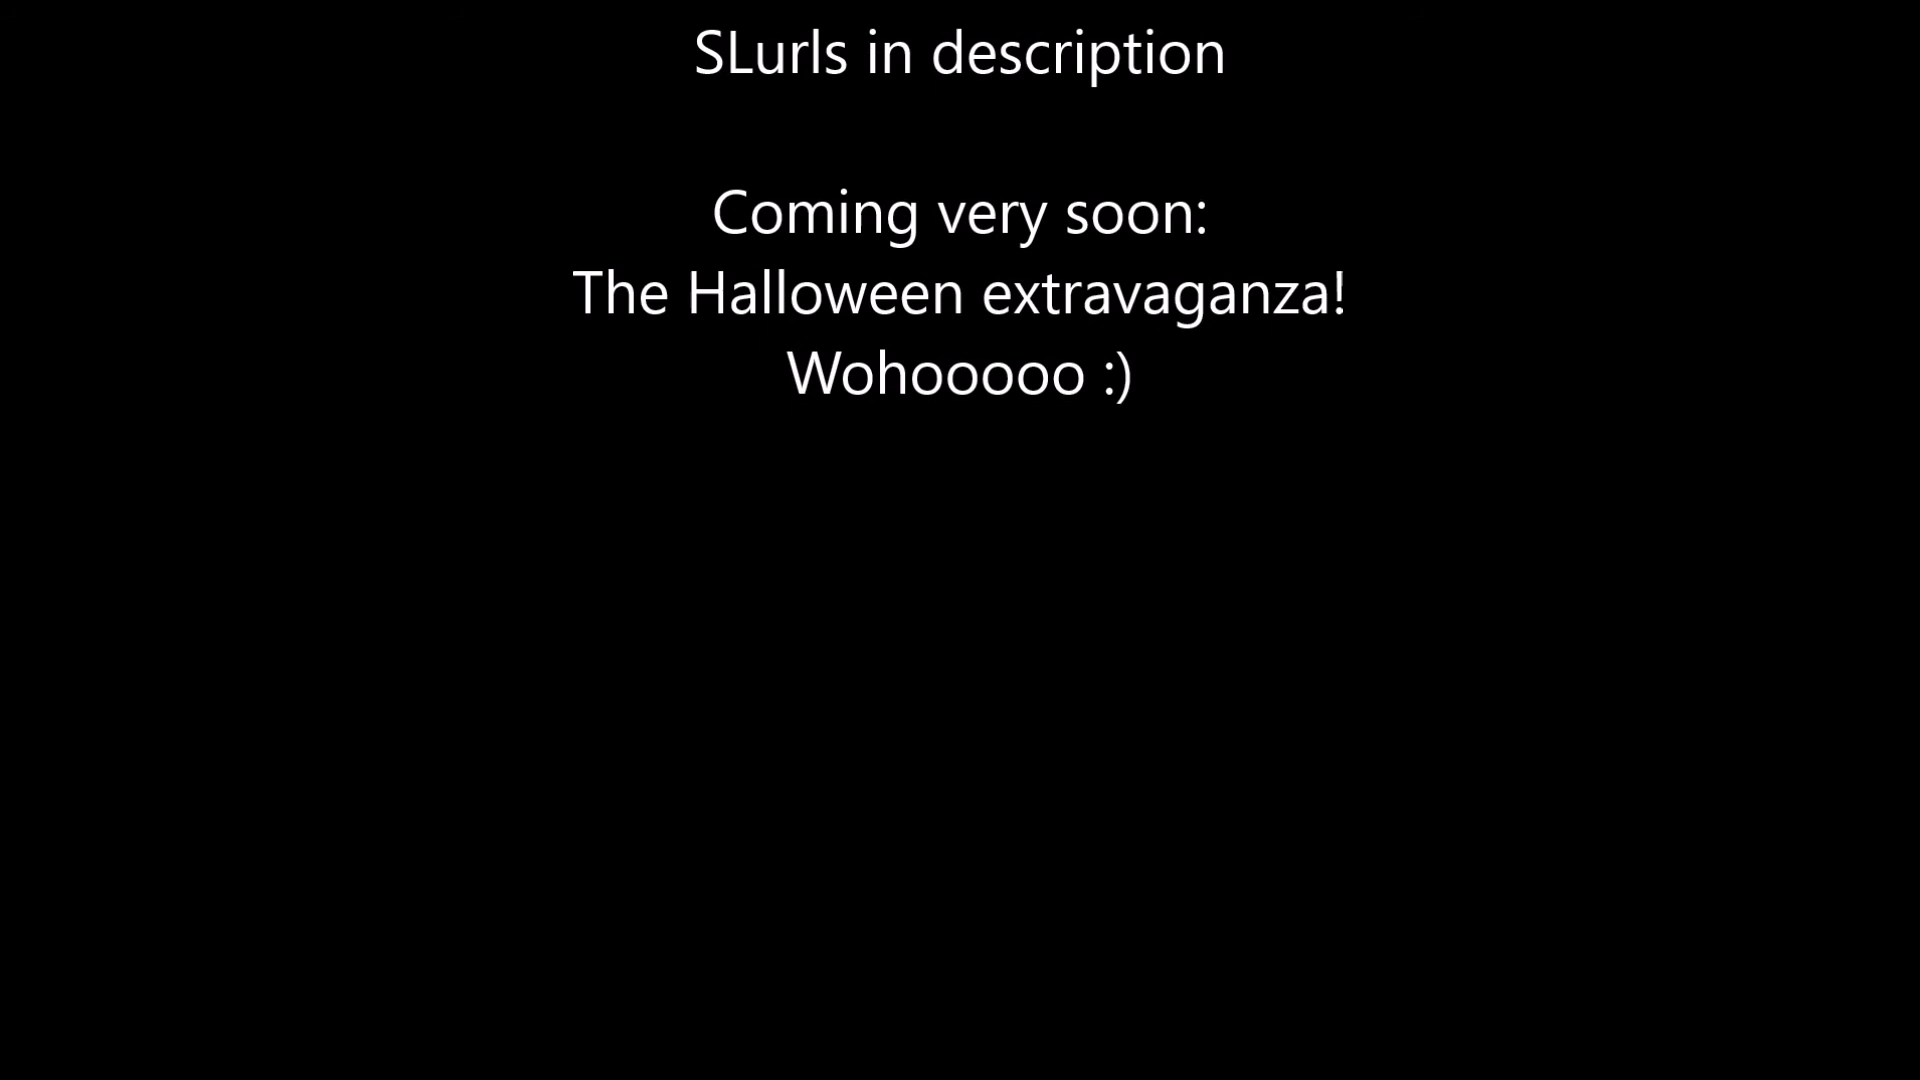 SLurls in description
Coming very soon:
The Halloween extravaganza!
Wohooooo :)